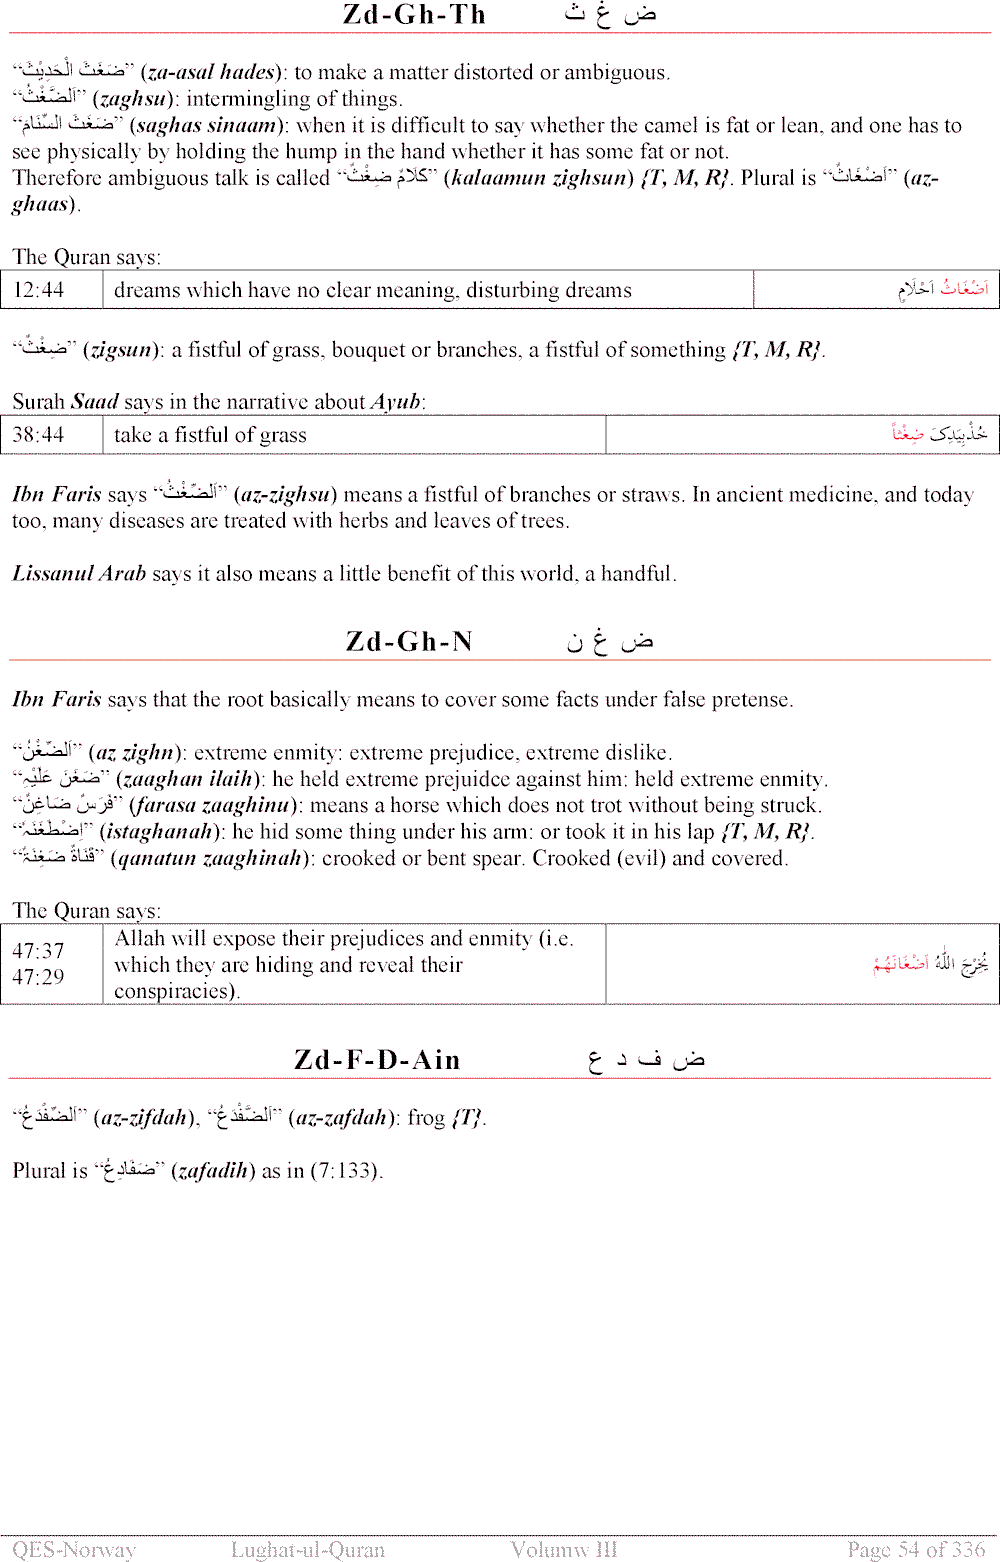 Zd-Gh-Th ض غ ث
“ضَغَثَ الْحَدِیْثَ” (za-asal hades): to make a matter distorted or ambiguous.
“اَلضَّغْثُ” (zaghsu): intermingling of things.
“ضَغَثَ السَّنَامَ” (saghas sinaam): when it is difficult to say whether the camel is fat or lean, and one has to
see physically by holding the hump in the hand whether it has some fat or not.
Therefore ambiguous talk is called “کَلَامٌ ضِغْثٌ” (kalaamun zighsun) {T, M, R}. Plural is “اَضْغَاثٌ” (az-
ghaas).
The Quran says:
12:44 dreams which have no clear meaning, disturbing dreams اَضْغَاثُ اَحْلَامٍ
“ضِغْثٌ” (zigsun): a fistful of grass, bouquet or branches, a fistful of something {T, M, R}.
Surah Saad says in the narrative about Ayub:
38:44 take a fistful of grass خُذْبِیَدِکَ ضِغْثاً
Ibn Faris says “اَلضِّغْثُ” (az-zighsu) means a fistful of branches or straws. In ancient medicine, and today
too, many diseases are treated with herbs and leaves of trees.
Lissanul Arab says it also means a little benefit of this world, a handful.
Zd-Gh-N ض غ ن
Ibn Faris says that the root basically means to cover some facts under false pretense.
“اَلضِّغْنُ” (az zighn): extreme enmity: extreme prejudice, extreme dislike.
“ضَغَنَ عَلَیْہِ” (zaaghan ilaih): he held extreme prejuidce against him: held extreme enmity.
“فَرَسٌ ضَاغِنٌ” (farasa zaaghinu): means a horse which does not trot without being struck.
“اِضْطَغَنَہٗ” (istaghanah): he hid some thing under his arm: or took it in his lap {T, M, R}.
“قَنَاةٌ ضَغِنَةٌ” (qanatun zaaghinah): crooked or bent spear. Crooked (evil) and covered.
The Quran says:
47:37
47:29
Allah will expose their prejudices and enmity (i.e.
which they are hiding and reveal their
conspiracies).
یُخْرِجَ اللّٰہُ اَضْغَانَھُمْ
Zd-F-D-Ain ض ف د ع
“اَلضِّفْدَعُ” (az-zifdah), “اَلضَّفْدَعُ” (az-zafdah): frog {T}.
Plural is “ضَفَادِعُ” (zafadih) as in (7:133).
QES-Norway Lughat-ul-Quran Volumw III Page 54 of 336